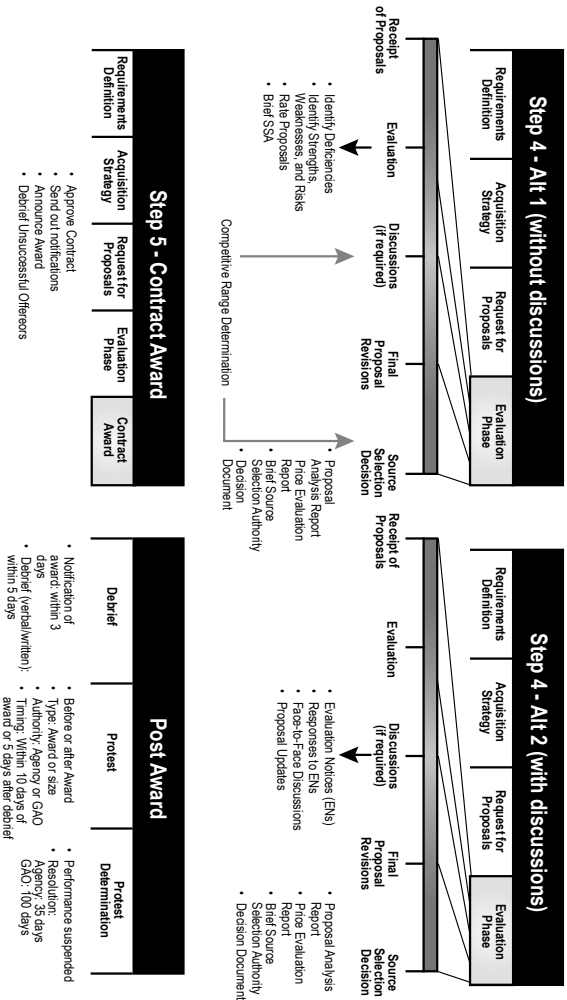 Step 4 - Alt 1 (without discussions)
Requirements
Definition
Acquisition
Strategy
Request for
Proposals
Evaluation
Phase
Receipt
of Proposals
Evaluation
Discussions
(if required)
Final
Proposal
Revisions
Source
Selection
Decision
• Identify Deficiencies
• Identify Strengths,
Weaknesses, and Risks
• Rate Proposals
• Brief SSA
Competitive Range Determination
• Proposal
Analysis Report
• Price Evaluation
Report
• Brief Source
Selection Authority
• Decision
Document
Step 4 - Alt 2 (with discussions)
Requirements
Definition
Acquisition
Strategy
Request for
Proposals
Evaluation
Phase
Receipt of
Proposals
Evaluation
Discussions
(if required)
Final
Proposal
Revisions
Source
Selection
Decision
• Evaluation Notices (ENs)
• Responses to ENs
• Face-to-Face Discussions
• Proposal Updates
• Proposal Analysis
Report
• Price Evaluation
Report
• Brief Source
Selection Authority
• Decision Document
Step 5 - Contract Award
Requirements
Definition
Acquisition
Strategy
Request for
Proposals
Evaluation
Phase
Contract
Award
• Approve Contract
• Send out notifications
• Announce Award
• Debrief Unsuccessful Offereors
Post Award
Debrief
Protest
Protest
Determination
• Notification of
award: within 3
days
• Debrief (verbal/written):
within 5 days
• Before or after Award
• Type: Award or size
• Authority: Agency or GAO
• Timing: Within 10 days of
award or 5 days after debrief
• Performance suspended
• Resolution:
Agency: 35 days
GAO: 100 days